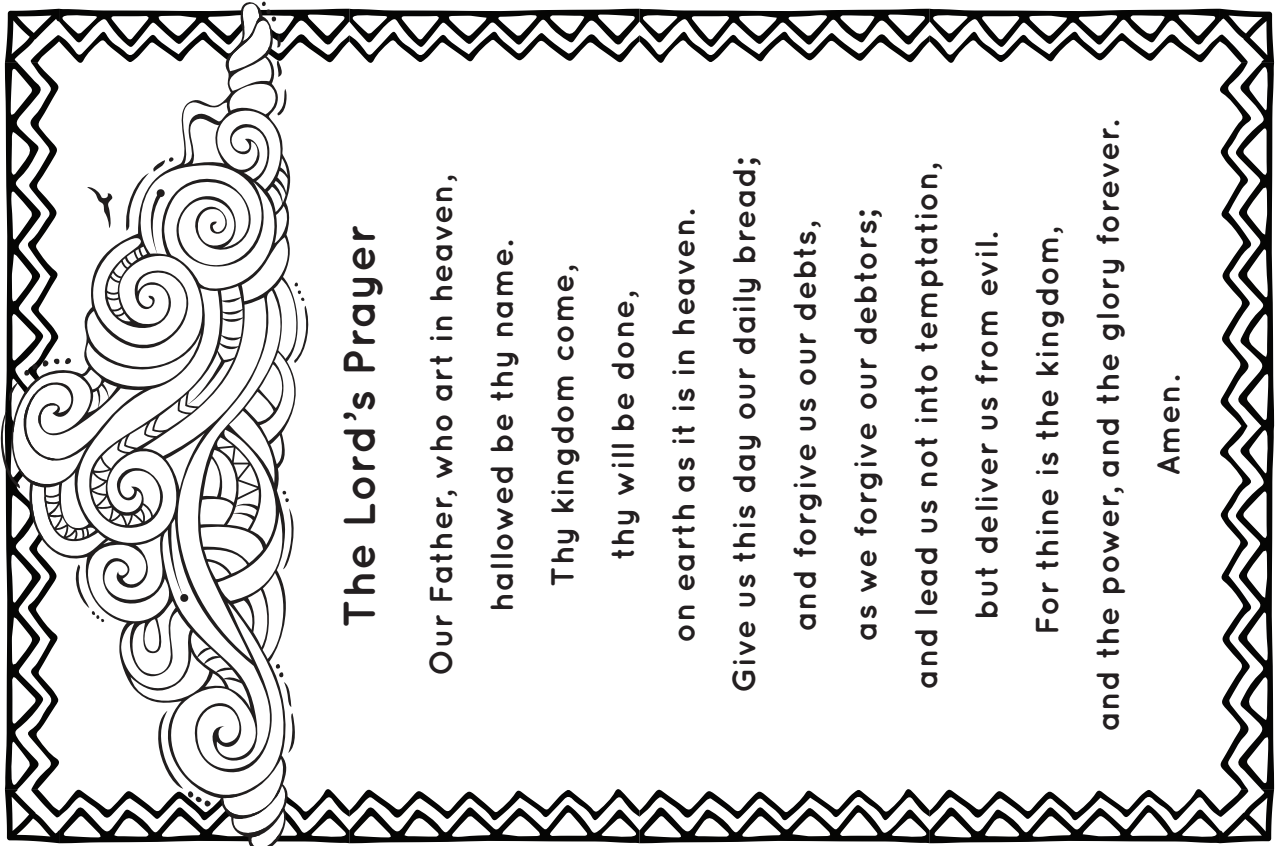 The Lord's Prayer
Our Father, who art in heaven,
hallowed be thy name.
Thy kingdom come,
thy will be done,
on earth as it is in heaven.
Give us this day our daily bread;
and forgive us our debts,
as we forgive our debtors;
and lead us not into temptation,
but deliver us from evil.
For thine is the kingdom,
and the power, and the glory forever.
Amen.